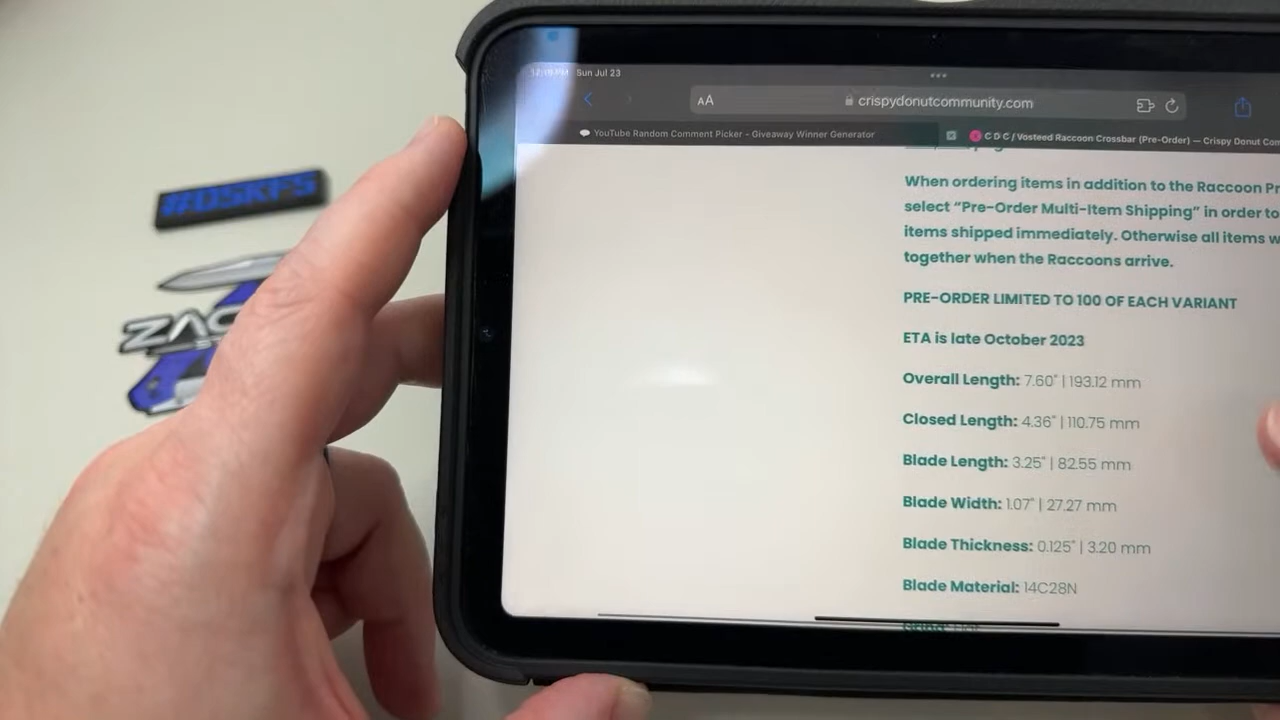 #DSKFS
ZAC
12:19 PM Sun Jul 23
AA
crispydonutcommunity.com
YouTube Random Comment Picker - Giveaway Winner Generator
C D C / Vosteed Raccoon Crossbar (Pre-Order) — Crispy Donut Com
When ordering items in addition to the Raccoon Pr
select “Pre-Order Multi-Item Shipping” in order to
items shipped immediately. Otherwise all items w
together when the Raccoons arrive.
PRE-ORDER LIMITED TO 100 OF EACH VARIANT
ETA is late October 2023
Overall Length: 7.60" | 193.12 mm
Closed Length: 4.36" | 110.75 mm
Blade Length: 3.25" | 82.55 mm
Blade Width: 1.07" | 27.27 mm
Blade Thickness: 0.125" | 3.20 mm
Blade Material: 14C28N